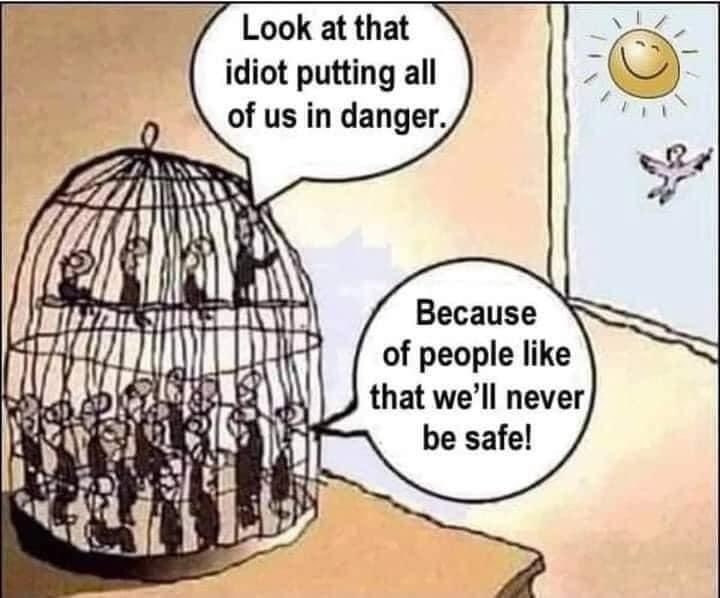 Look at that
idiot putting all
of us in danger.
Because
of people like
that we'll never
be safe!